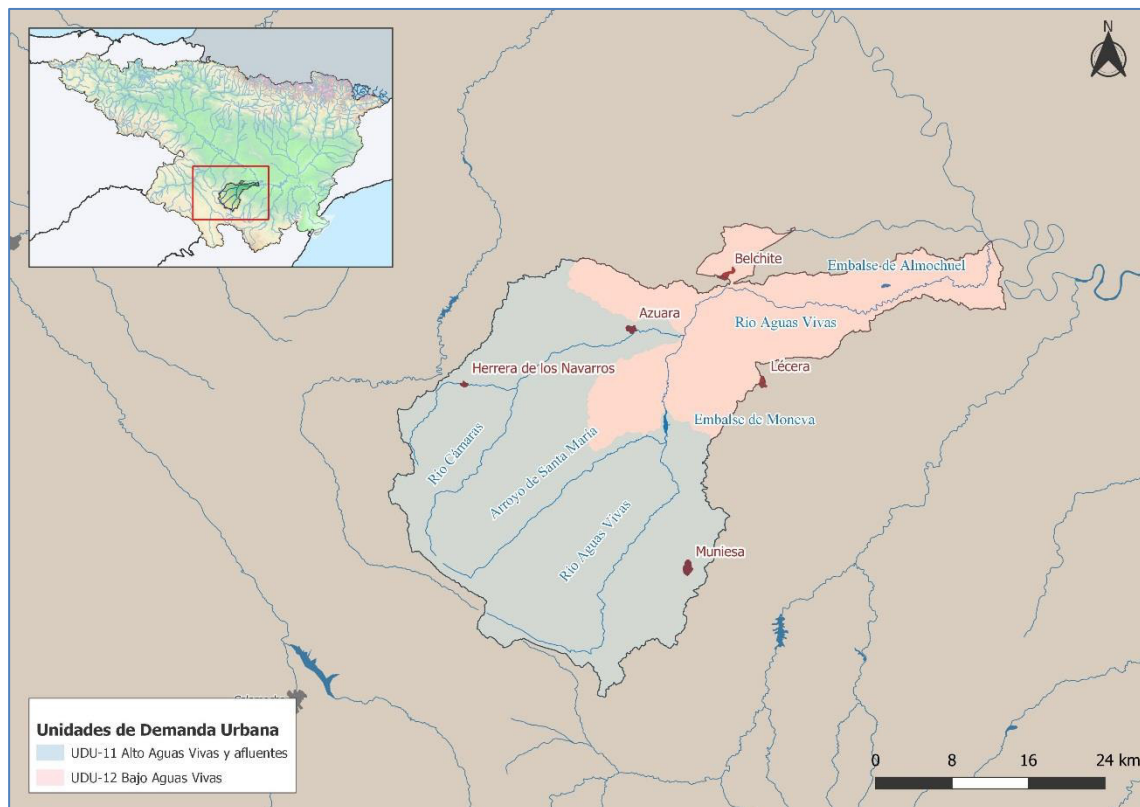 N
Belchite
Embalse de Almochuel
Azuara
Río Aguas Vivas
Herrera de los Navarros
Lécera
Embalse de Moneva
Río Cámaras
Arroyo de Santa María
Río Aguas Vivas
Muniesa
Unidades de Demanda Urbana
UDU-11 Alto Aguas Vivas y afluentes
UDU-12 Bajo Aguas Vivas
0 8 16 24 km